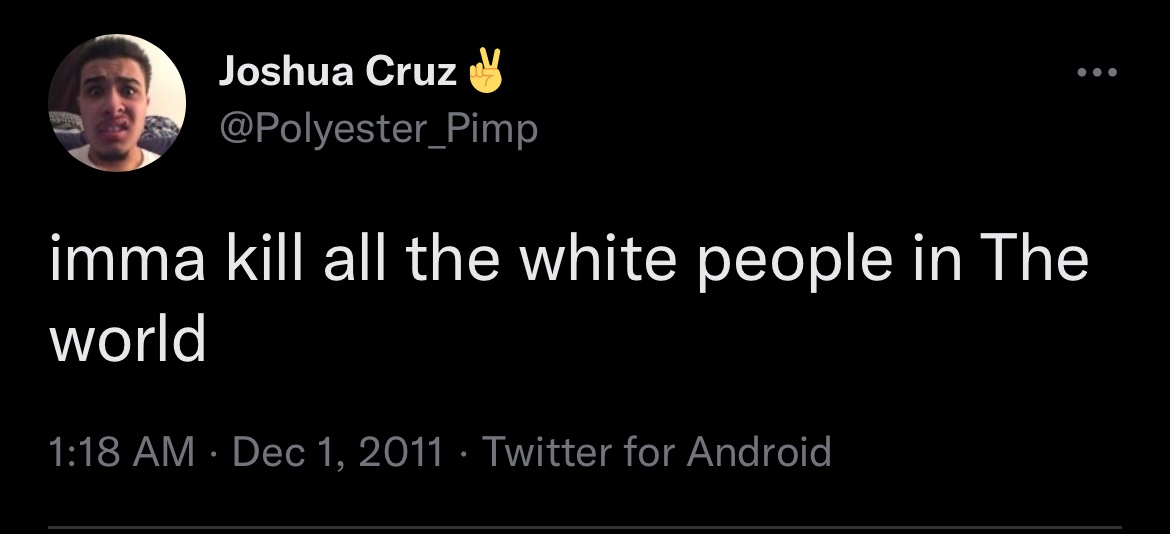 Joshua Cruz ✌
@Polyester_Pimp
imma kill all the white people in The
world
1:18 AM · Dec 1, 2011 · Twitter for Android